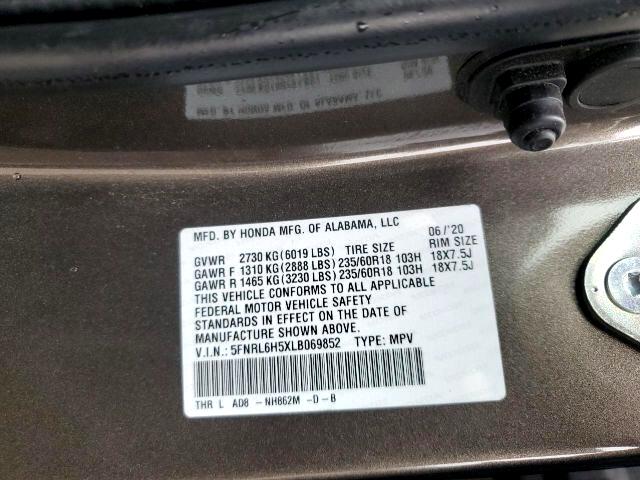 MFD. BY HONDA MFG. OF ALABAMA, LLC 06/'20
GVWR 2730 KG (6019 LBS) TIRE SIZE RIM SIZE
GAWR F 1310 KG (2888 LBS) 235/60R18 103H 18X7.5J
GAWR R 1465 KG (3230 LBS) 235/60R18 103H 18X7.5J
THIS VEHICLE CONFORMS TO ALL APPLICABLE
FEDERAL MOTOR VEHICLE SAFETY
STANDARDS IN EFFECT ON THE DATE OF
MANUFACTURE SHOWN ABOVE.
V.I.N.: 5FNRL6H5XLB069852 TYPE: MPV
THR L AD8 -NH862M -D -B